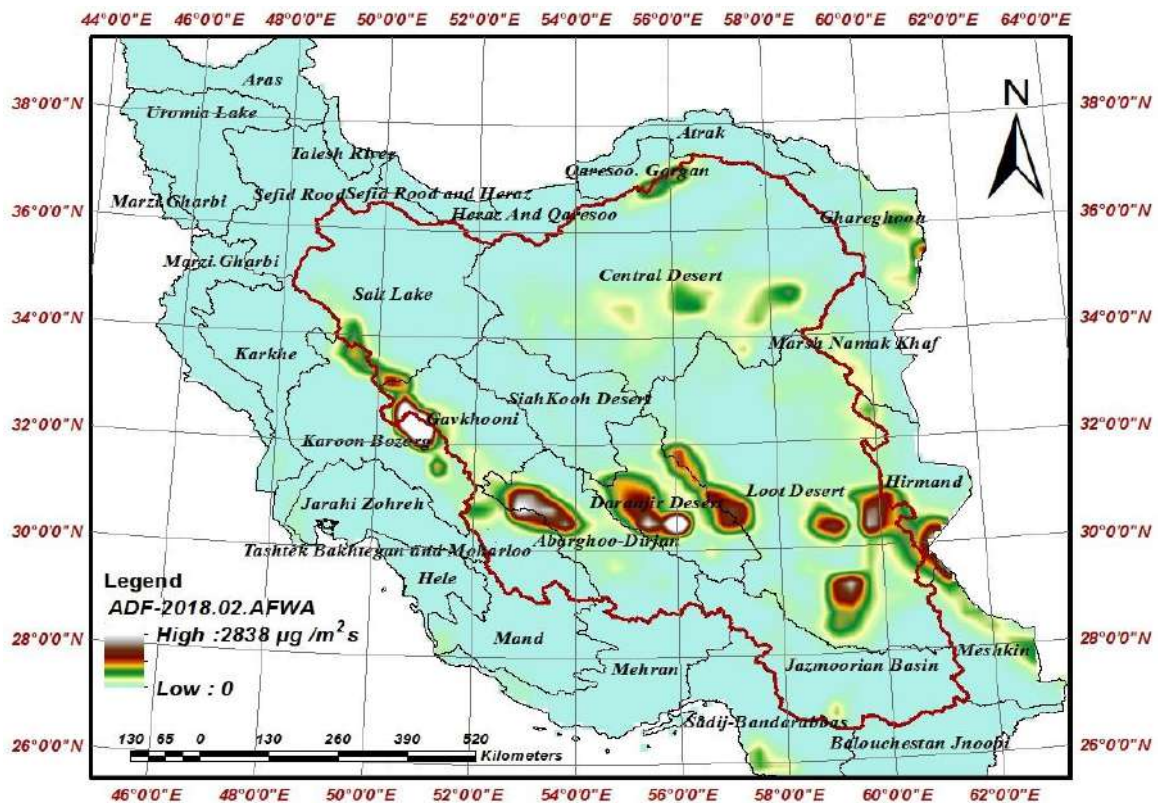 44°0'0"E 46°0'0"E 48°0'0"E 50°0'0"E 52°0'0"E 54°0'0"E 56°0'0"E 58°0'0"E 60°0'0"E 62°0'0"E 64°0'0"E
38°0'0"N
38°0'0"N
36°0'0"N
36°0'0"N
34°0'0"N
34°0'0"N
32°0'0"N
32°0'0"N
30°0'0"N
30°0'0"N
28°0'0"N
28°0'0"N
26°0'0"N
26°0'0"N
N
Aras
Uromia Lake
Talesh River
Atrak
Qaresoo. Gorgan
Marzi.Gharbi
Sefid Rood
Sefid Rood and Heraz
Heraz And Qaresoo
Ghareghoon
Marzi.Gharbi
Central Desert
Salt Lake
Marsh Namak Khaf
Karkhe
SiahKooh Desert
Gavkhooni
Karoon Bozorg
Loot Desert
Hirmand
Daranjir Desert
Jarahi Zohreh
Abarghoo-Dirjan
Tashtek Bakhtegan and Moharloo
Hele
Mand
Mehran
Jazmoorian Basin
Meshkin
Sadij-Bandarabbas
Balouchestan Jnoobi
Legend
ADF-2018.02.AFWA
High :2838 µg /m²s
Low : 0
130 65 0 130 260 390 520
Kilometers
46°0'0"E 48°0'0"E 50°0'0"E 52°0'0"E 54°0'0"E 56°0'0"E 58°0'0"E 60°0'0"E 62°0'0"E